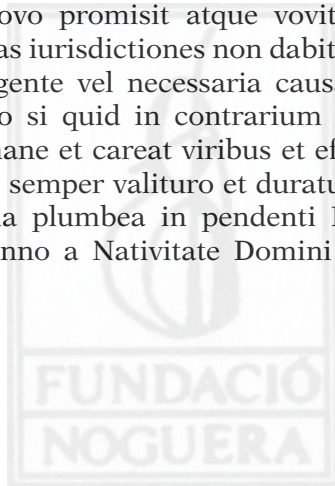 ovo promisit atque vovit
as iurisdictiones non dabit
gente vel necessaria caus
o si quid in contrarium
nane et careat viribus et ef
semper valituro et duratu
a plumbea in pendenti
nno a Nativitate Domini
FUNDACIÓ
NOGUERA